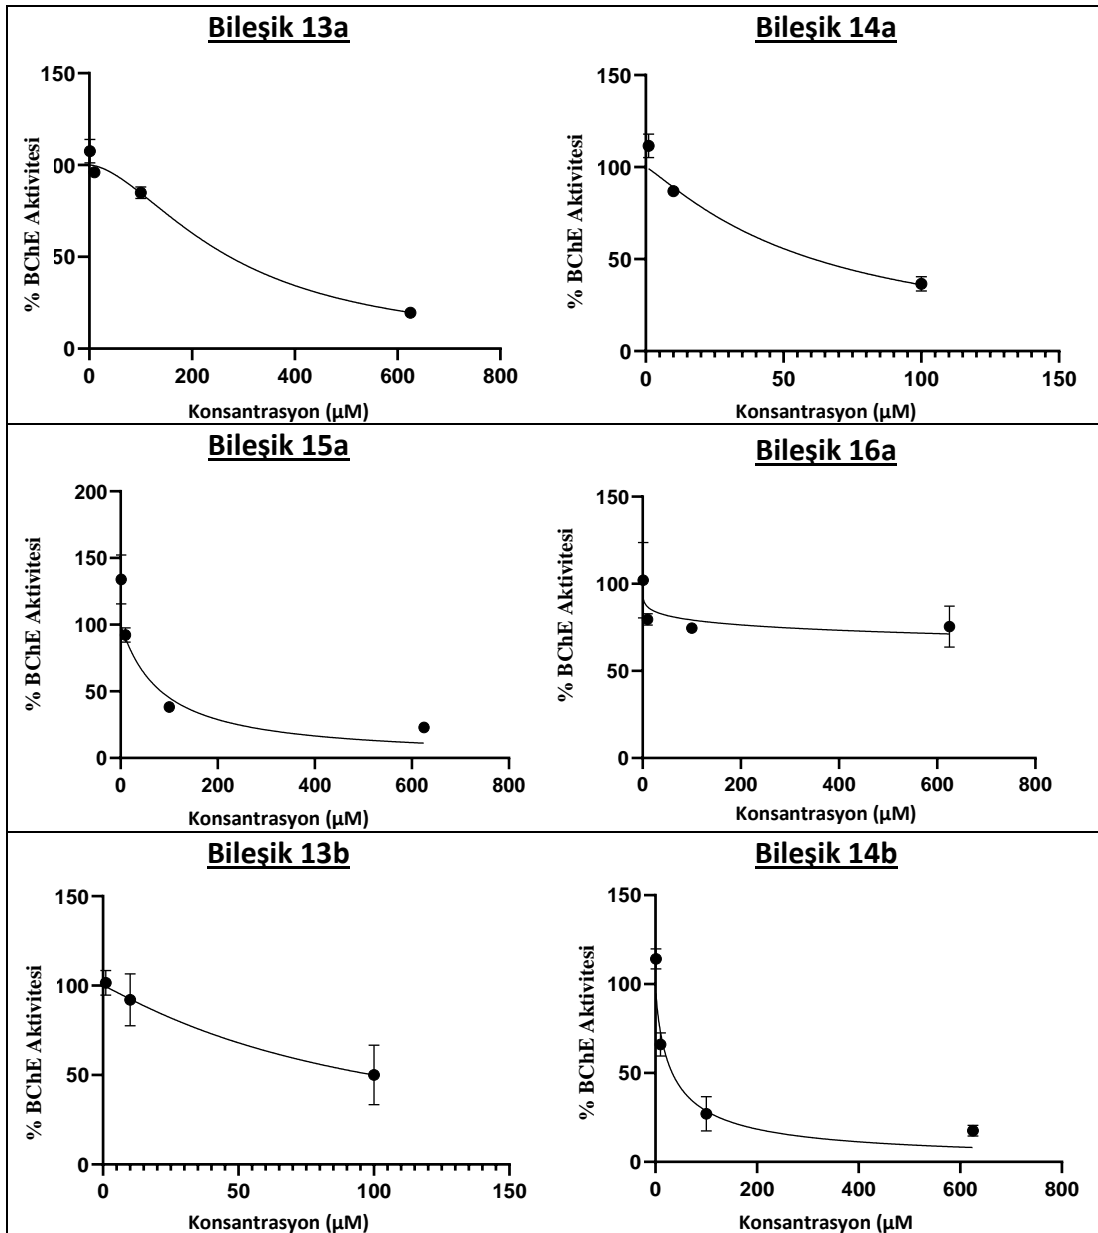 Bileşik 13a
150
00
50
0
% BChE Aktivitesi
0 200 400 600 800
Konsantrasyon (µM)
Bileşik 14a
150
100
50
0
% BChE Aktivitesi
0 50 100 150
Konsantrasyon (µM)
Bileşik 15a
200
150
100
50
0
% BChE Aktivitesi
0 200 400 600 800
Konsantrasyon (µM)
Bileşik 16a
150
100
50
0
% BChE Aktivitesi
0 200 400 600 800
Konsantrasyon (µM)
Bileşik 13b
150
100
50
0
% BChE Aktivitesi
0 50 100 150
Konsantrasyon (µM)
Bileşik 14b
150
100
50
0
% BChE Aktivitesi
0 200 400 600 800
Konsantrasyon (µM